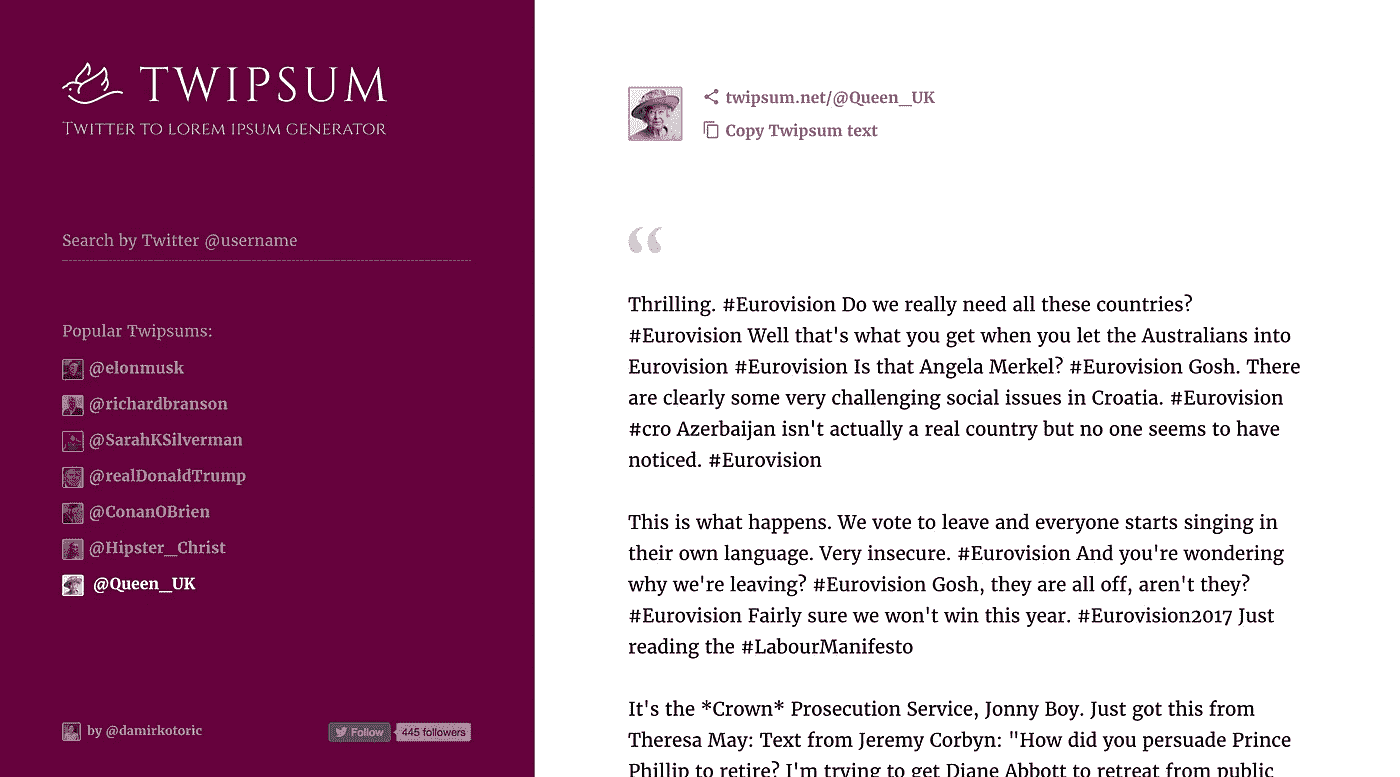 TWIPSUM
Twitter to lorem ipsum generator
Search by Twitter @username
Popular Twipsums:
@elonmusk
@richardbranson
@SarahKSilverman
@realDonaldTrump
@ConanOBrien
@Hipster_Christ
@Queen_UK
by @damirkotoric
Follow
445 followers
twipsum.net/@Queen_UK
Copy Twipsum text
“
Thrilling. #Eurovision Do we really need all these countries?
#Eurovision Well that's what you get when you let the Australians into
Eurovision #Eurovision Is that Angela Merkel? #Eurovision Gosh. There
are clearly some very challenging social issues in Croatia. #Eurovision
#cro Azerbaijan isn't actually a real country but no one seems to have
noticed. #Eurovision
This is what happens. We vote to leave and everyone starts singing in
their own language. Very insecure. #Eurovision And you're wondering
why we're leaving? #Eurovision Gosh, they are all off, aren't they?
#Eurovision Fairly sure we won't win this year. #Eurovision2017 Just
reading the #LabourManifesto
It's the *Crown* Prosecution Service, Jonny Boy. Just got this from
Theresa May: Text from Jeremy Corbyn: "How did you persuade Prince
Phillip to retire? I'm trying to get Diane Abbott to retreat from public